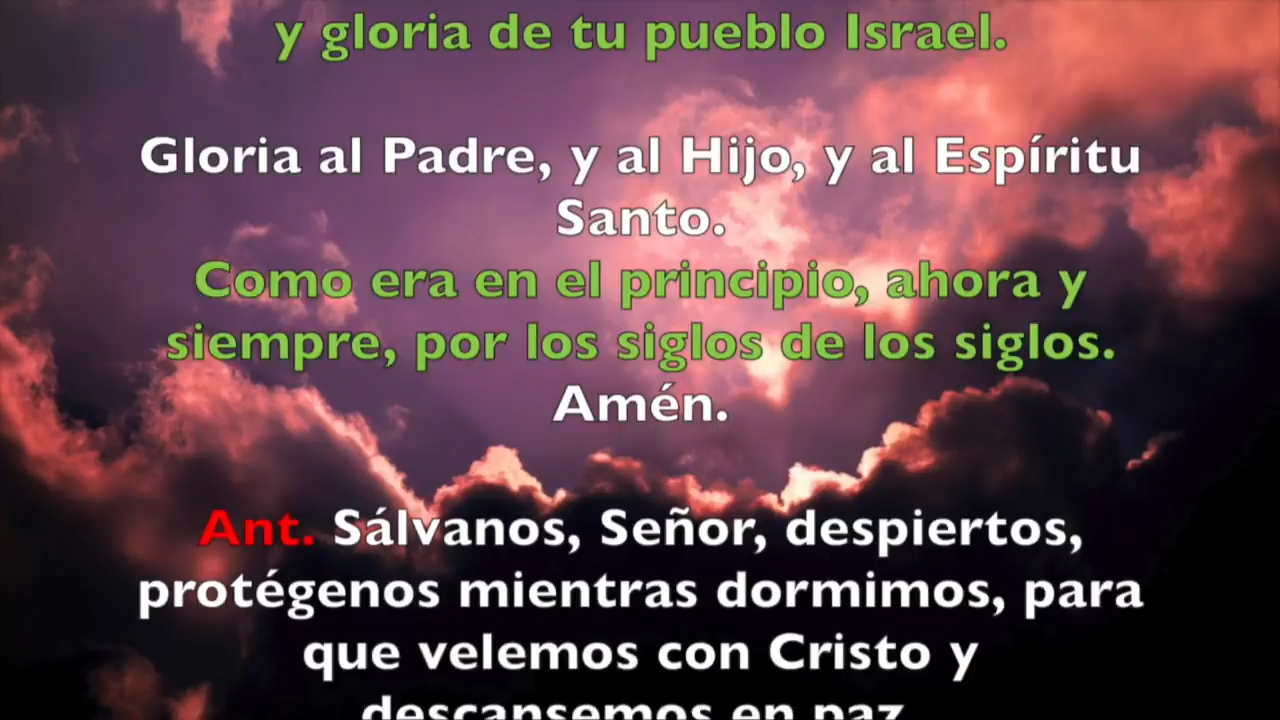 y gloria de tu pueblo Israel.
Gloria al Padre, y al Hijo, y al Espíritu
Santo.
Como era en el principio, ahora y
siempre, por los siglos de los siglos.
Amén.
Ant. Sálvanos, Señor, despiertos,
protégenos mientras dormimos, para
que velemos con Cristo y
descansemos en paz